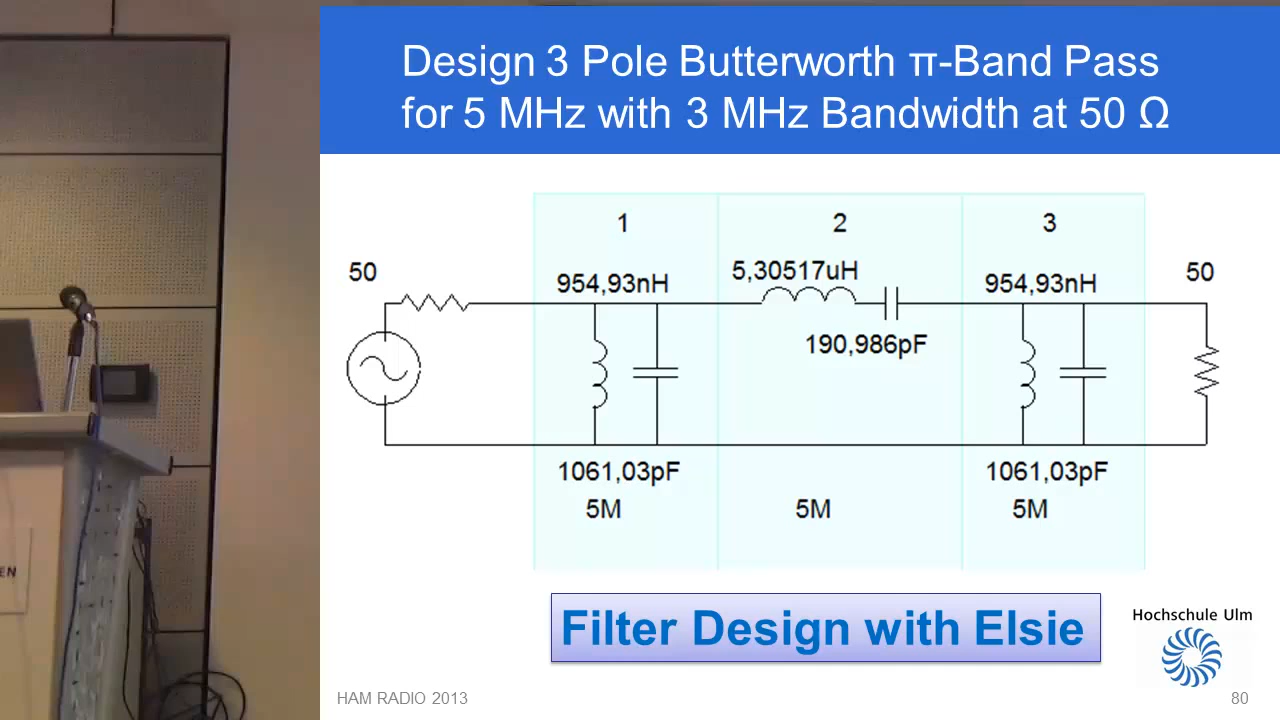 Design 3 Pole Butterworth π-Band Pass
for 5 MHz with 3 MHz Bandwidth at 50 Ω
1
2
3
50
954,93nH
5,30517uH
954,93nH
50
190,986pF
1061,03pF
1061,03pF
5M
5M
5M
Filter Design with Elsie
Hochschule Ulm
HAM RADIO 2013
80
EN